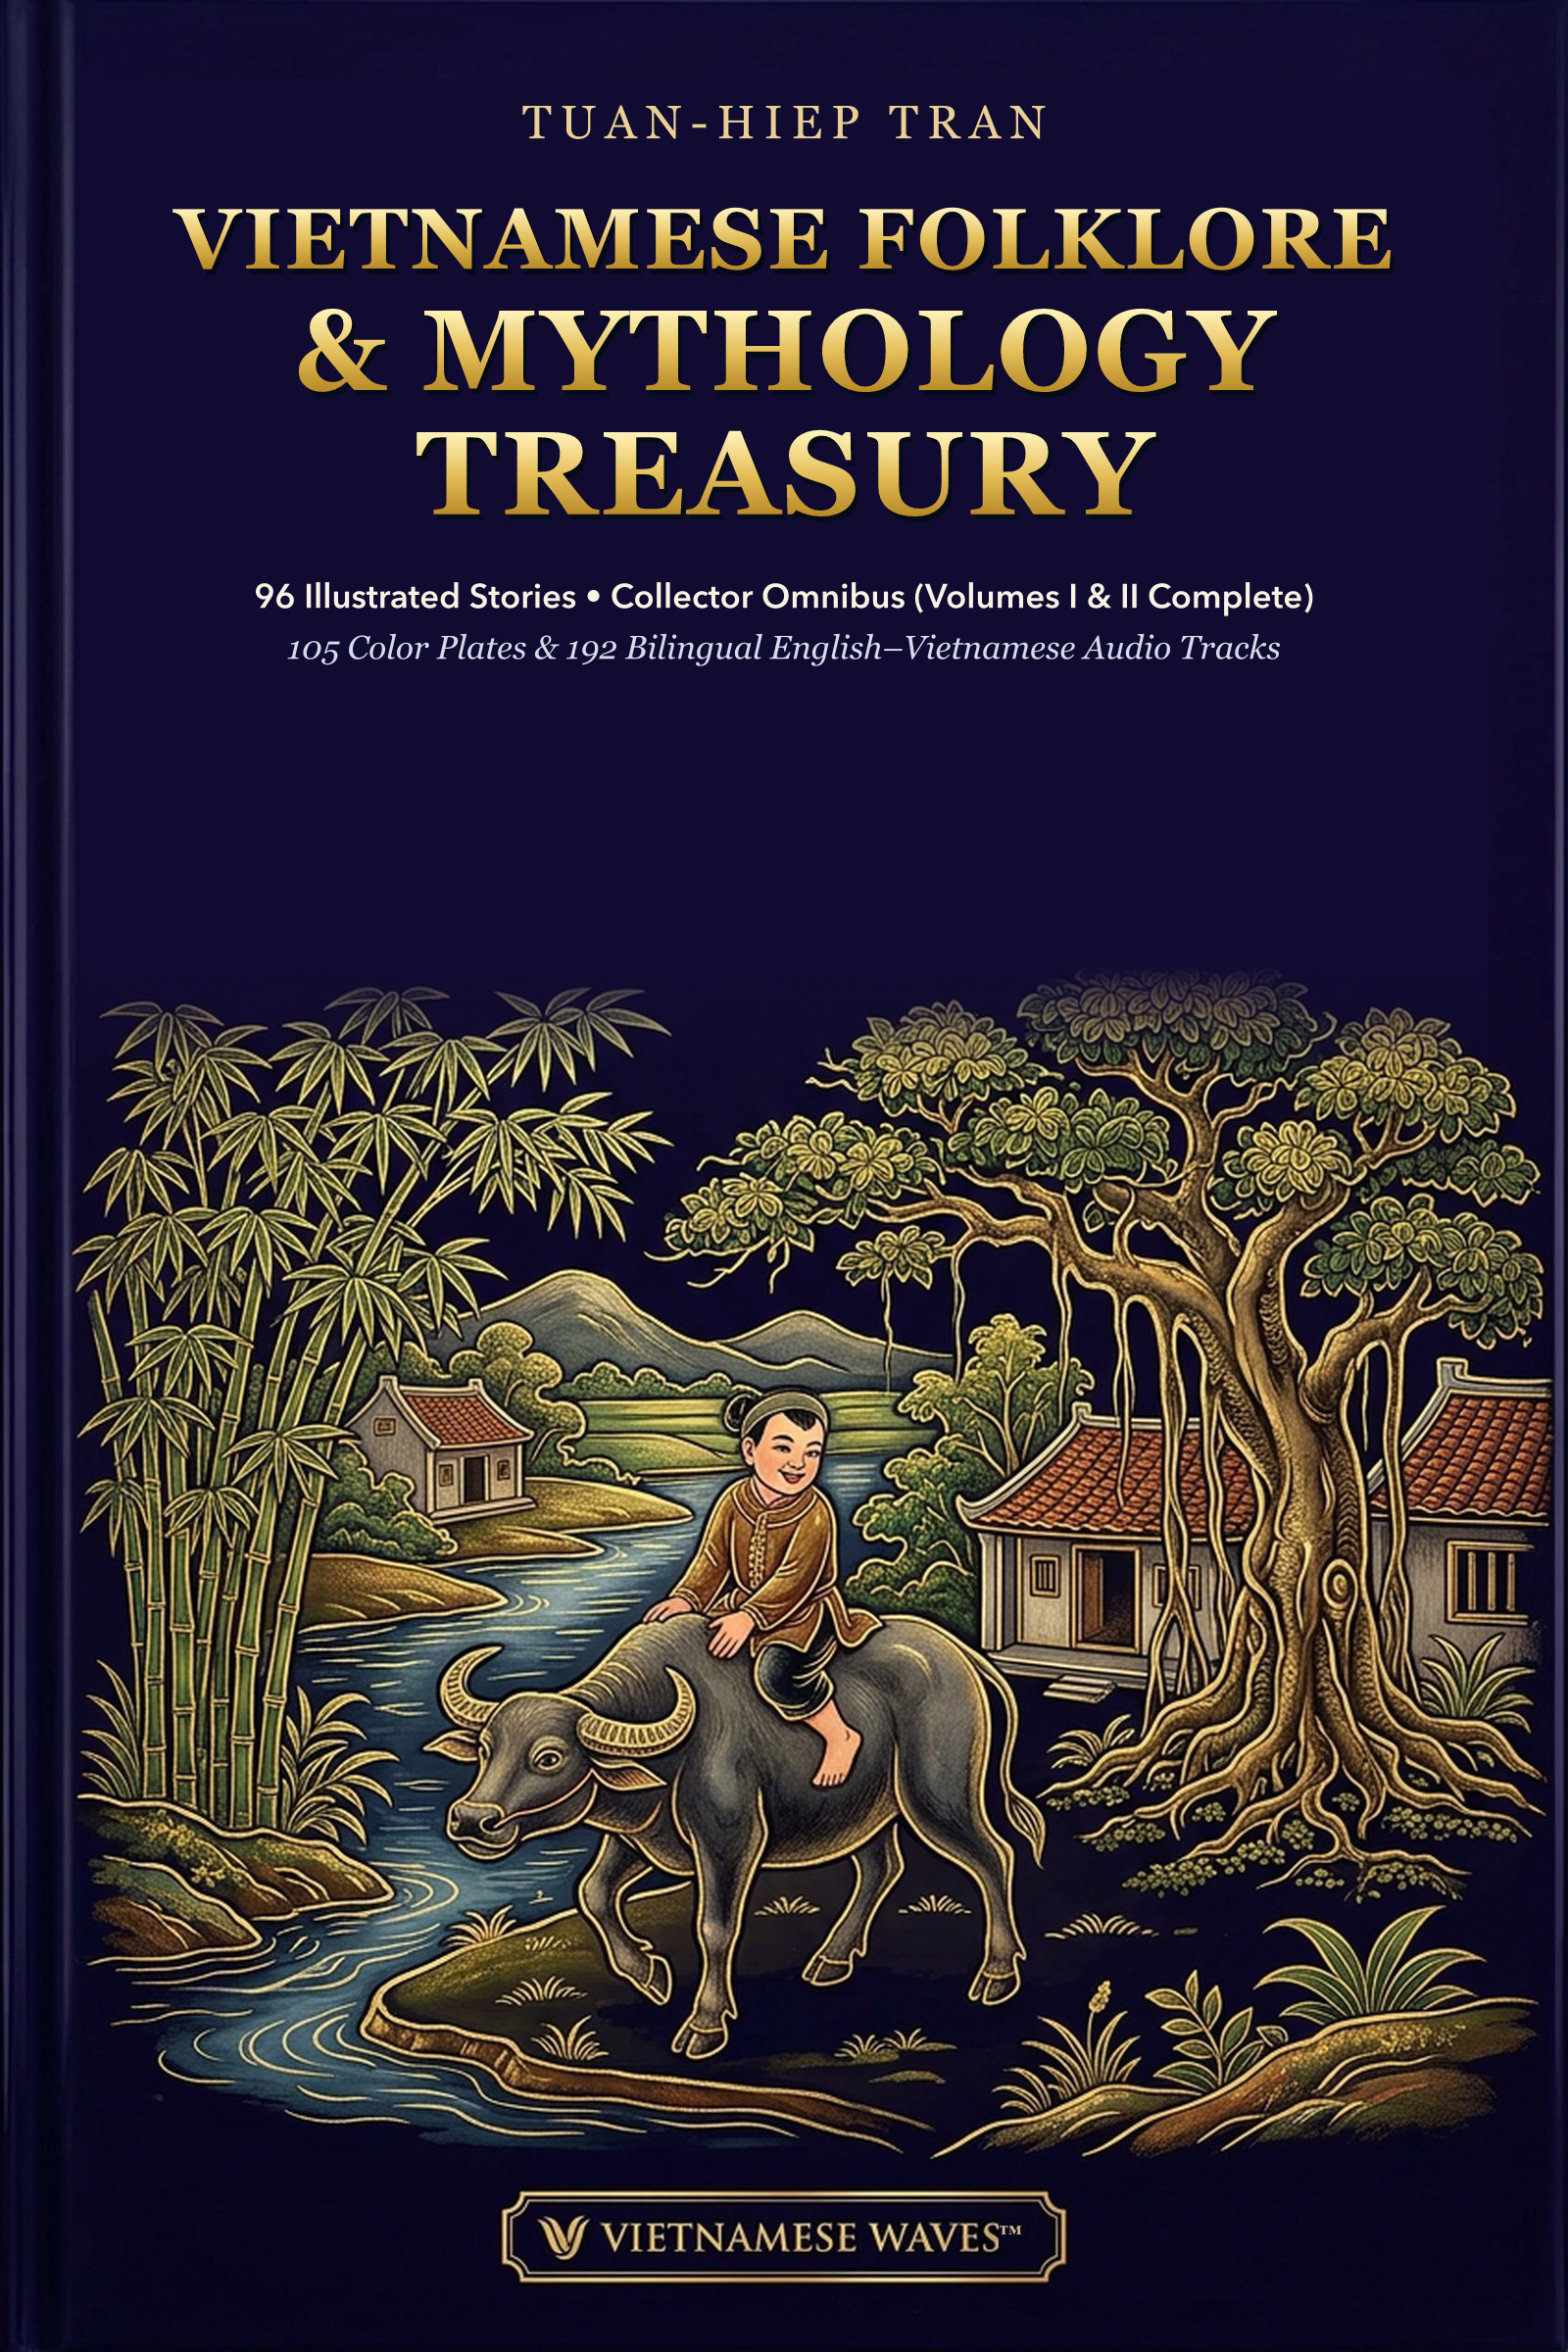 TUAN-HIEP TRAN
VIETNAMESE FOLKLORE
& MYTHOLOGY
TREASURY
96 Illustrated Stories • Collector Omnibus (Volumes I & II Complete)
105 Color Plates & 192 Bilingual English–Vietnamese Audio Tracks
VIETNAMESE WAVES™